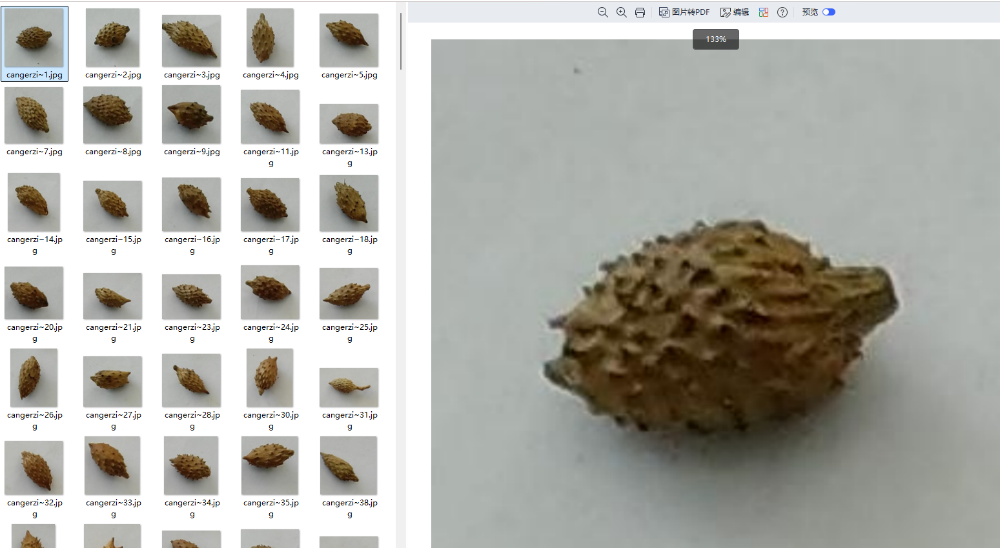 图片转PDF
编辑
预览
133%
cangerzi~1.jpg
cangerzi~2.jpg
cangerzi~3.jpg
cangerzi~4.jpg
cangerzi~5.jpg
cangerzi~7.jpg
cangerzi~8.jpg
cangerzi~9.jpg
cangerzi~11.jp
g
cangerzi~13.jp
g
cangerzi~14.jp
g
cangerzi~15.jp
g
cangerzi~16.jp
g
cangerzi~17.jp
g
cangerzi~18.jp
g
cangerzi~20.jp
g
cangerzi~21.jp
g
cangerzi~23.jp
g
cangerzi~24.jp
g
cangerzi~25.jp
g
cangerzi~26.jp
g
cangerzi~27.jp
g
cangerzi~28.jp
g
cangerzi~30.jp
g
cangerzi~31.jp
g
cangerzi~32.jp
g
cangerzi~33.jp
g
cangerzi~34.jp
g
cangerzi~35.jp
g
cangerzi~38.jp
g